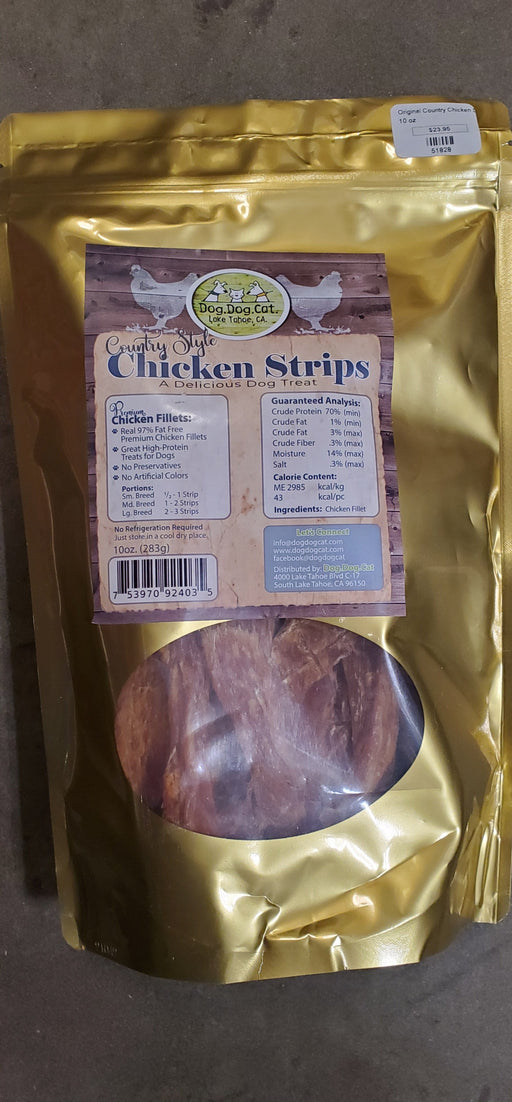 Original Country Chicken S
10 oz
$23.95
51828
Dog.Dog.Cat.
Lake Tahoe, CA.
Country Style
Chicken Strips
A Delicious Dog Treat
Premium
Chicken Fillets:
Real 97% Fat Free
Premium Chicken Fillets
Great High-Protein
Treats for Dogs
No Preservatives
No Artificial Colors
Portions:
Sm. Breed ½ - 1 Strip
Md. Breed 1 - 2 Strips
Lg. Breed 2 - 3 Strips
No Refrigeration Required
Just store in a cool dry place.
10oz. (283g)
7 53970 92403 5
Guaranteed Analysis:
Crude Protein 70% (min)
Crude Fat 1% (min)
Crude Fat 3% (max)
Crude Fiber .3% (max)
Moisture 14% (max)
Salt .3% (max)
Calorie Content:
ME 2985 kcal/kg
43 kcal/pc
Ingredients: Chicken Fillet
Let's Connect
info@dogdogcat.com
www.dogdogcat.com
facebook@dogdogcat
Distributed by: Dog.Dog.Cat
4000 Lake Tahoe Blvd C-17
South Lake Tahoe, CA 96150